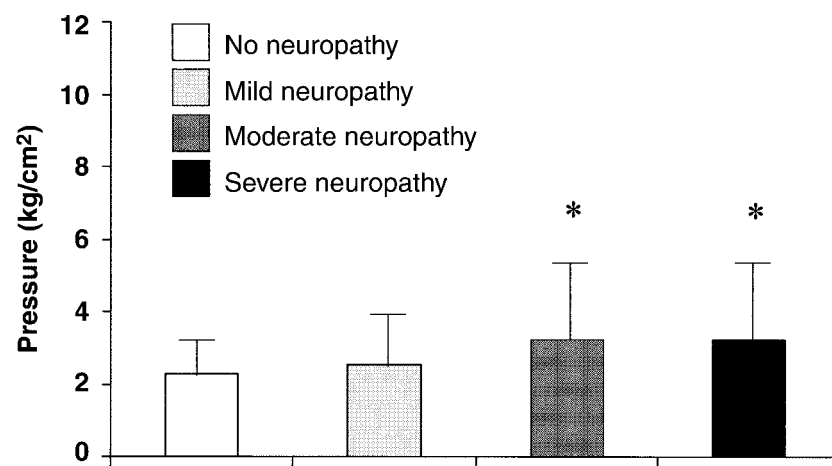 12
10
8
6
4
2
0
Pressure (kg/cm²)
No neuropathy
Mild neuropathy
Moderate neuropathy
Severe neuropathy
*
*